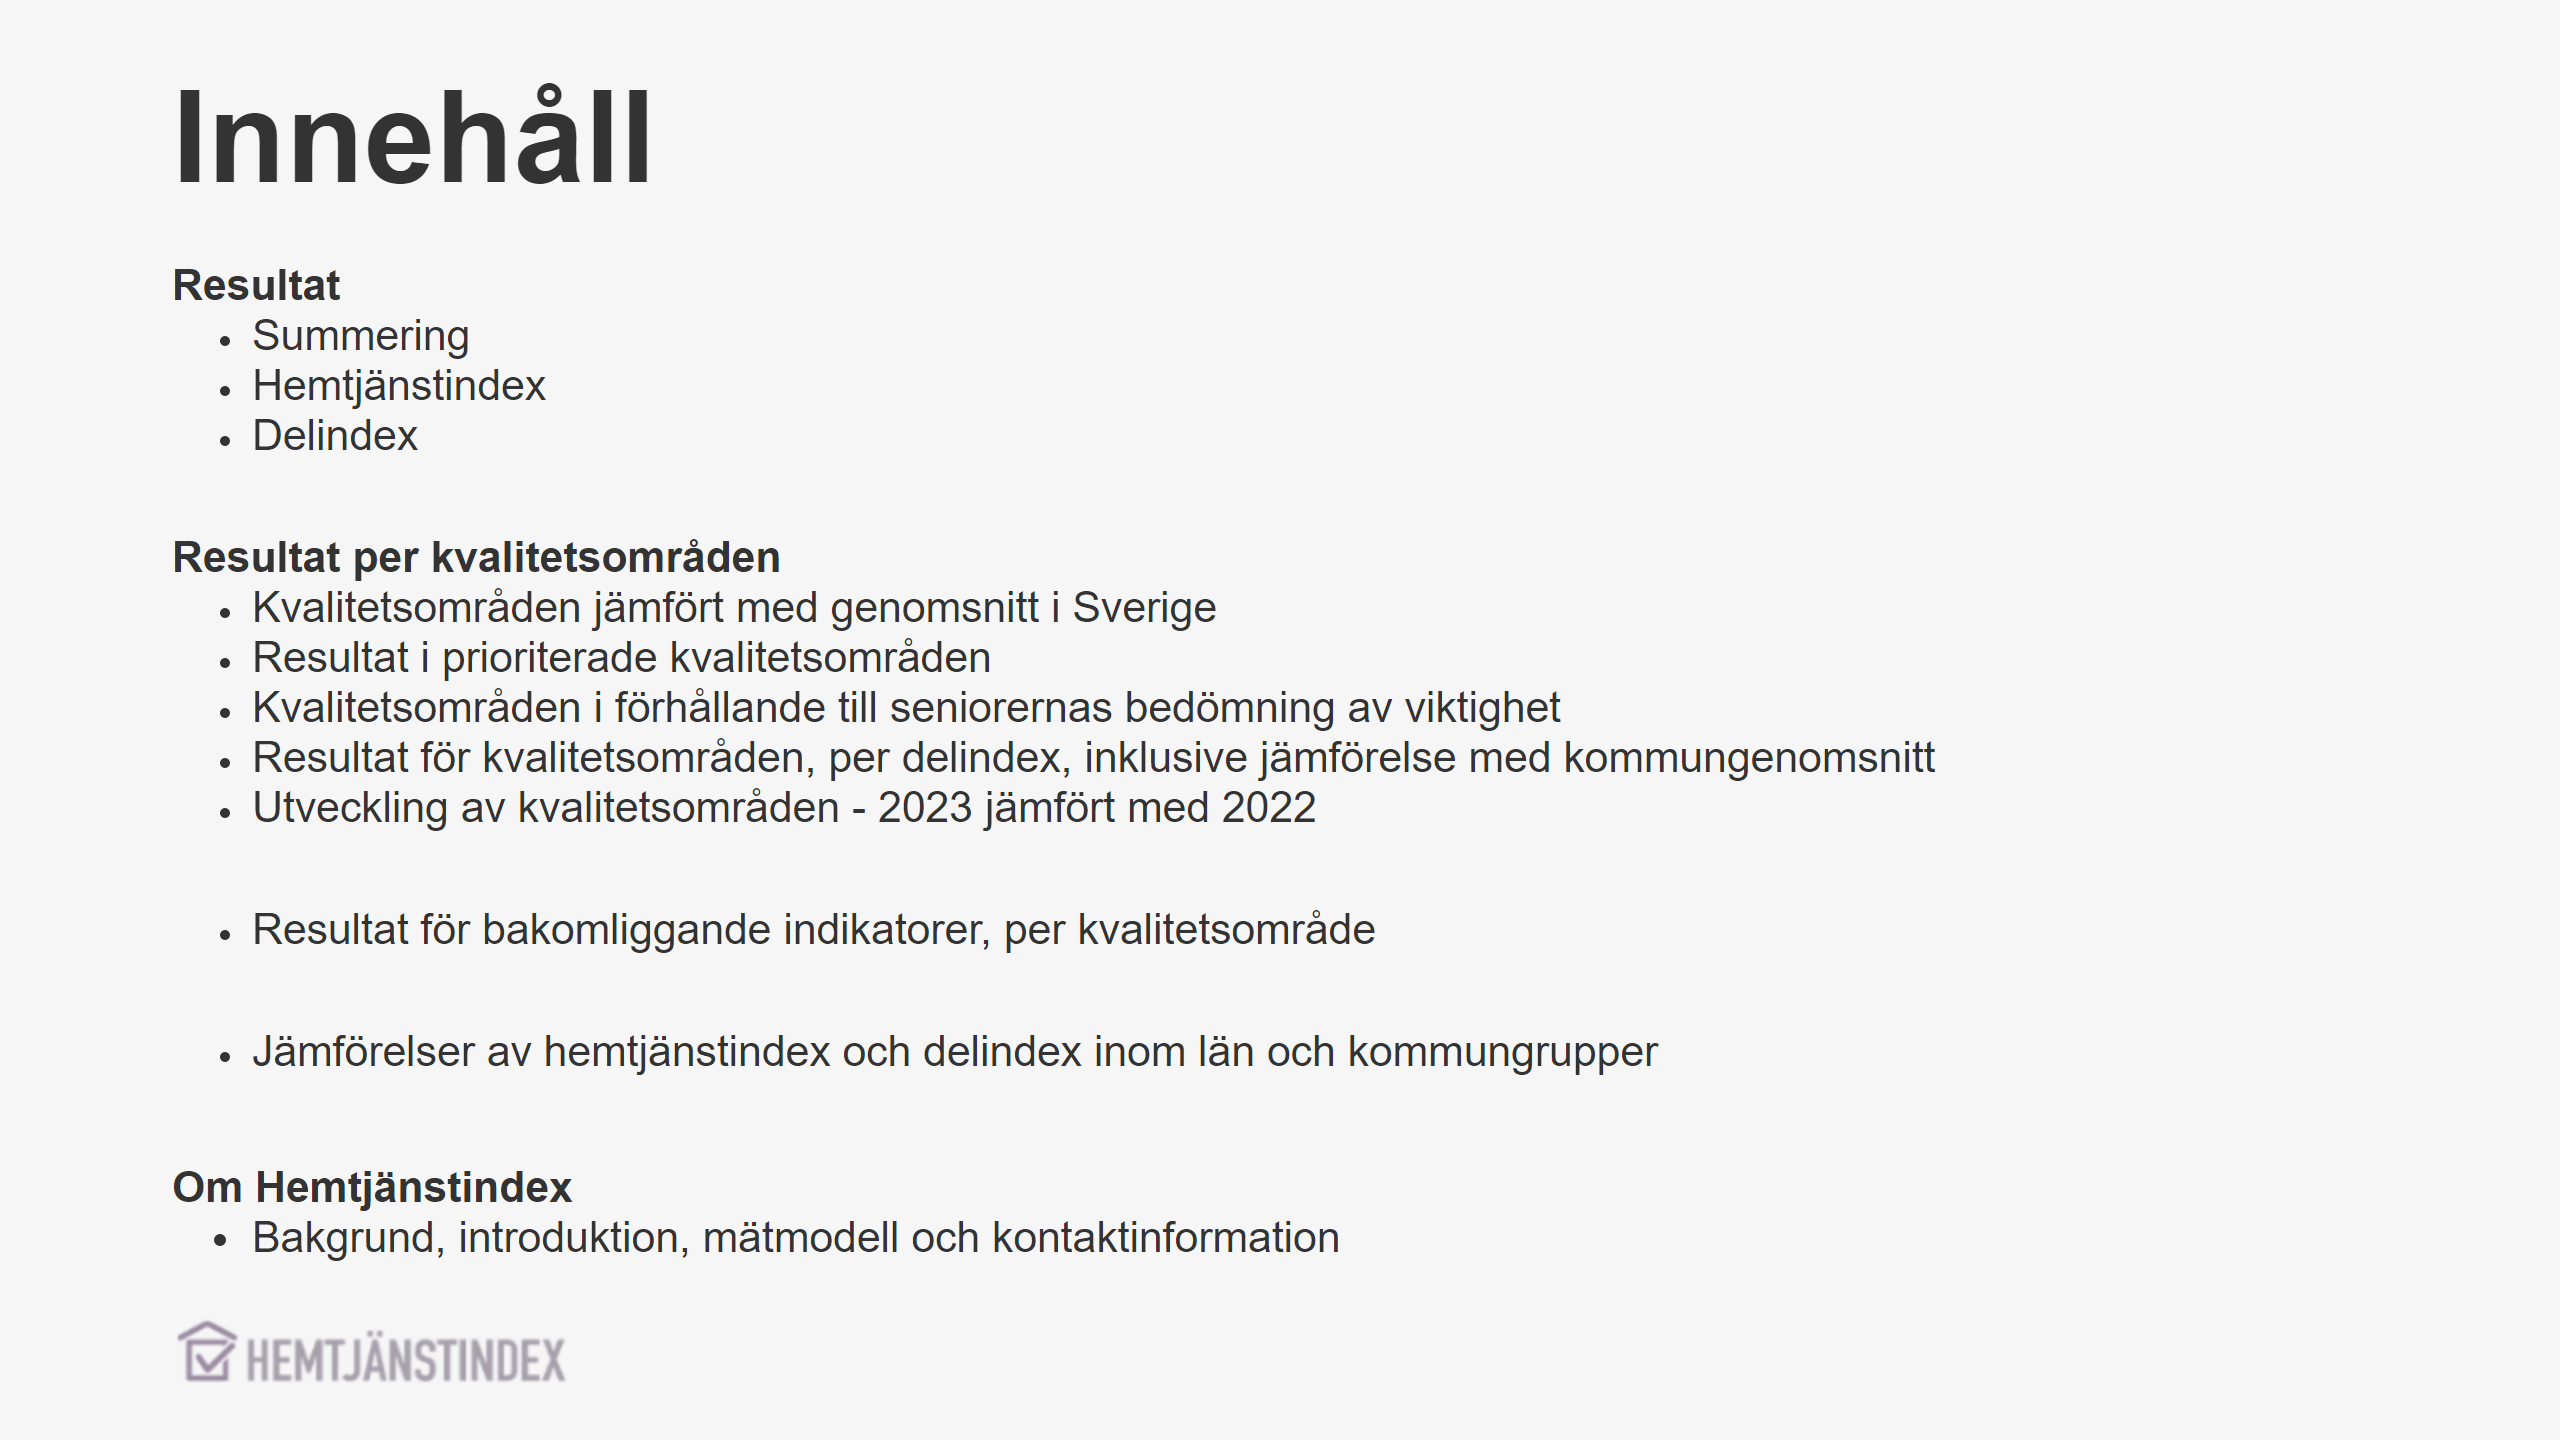 Innehåll
Resultat
• Summering
• Hemtjänstindex
• Delindex
Resultat per kvalitetsområden
• Kvalitetsområden jämfört med genomsnitt i Sverige
• Resultat i prioriterade kvalitetsområden
• Kvalitetsområden i förhållande till seniorernas bedömning av viktighet
• Resultat för kvalitetsområden, per delindex, inklusive jämförelse med kommungenomsnitt
• Utveckling av kvalitetsområden - 2023 jämfört med 2022
• Resultat för bakomliggande indikatorer, per kvalitetsområde
• Jämförelser av hemtjänstindex och delindex inom län och kommungrupper
Om Hemtjänstindex
• Bakgrund, introduktion, mätmodell och kontaktinformation
HEMTJÄNSTINDEX